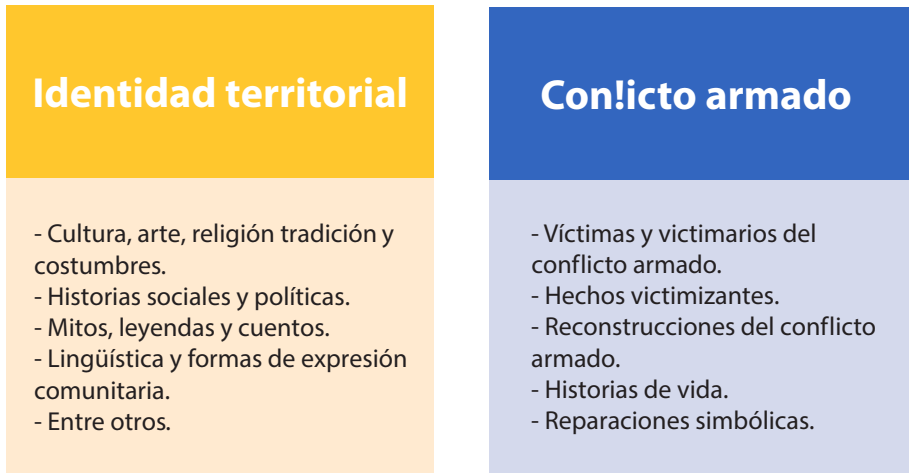 Identidad territorial
- Cultura, arte, religión tradición y
costumbres.
- Historias sociales y políticas.
- Mitos, leyendas y cuentos.
- Lingüística y formas de expresión
comunitaria.
- Entre otros.
Con!icto armado
- Víctimas y victimarios del
conflicto armado.
- Hechos victimizantes.
- Reconstrucciones del conflicto
armado.
- Historias de vida.
- Reparaciones simbólicas.